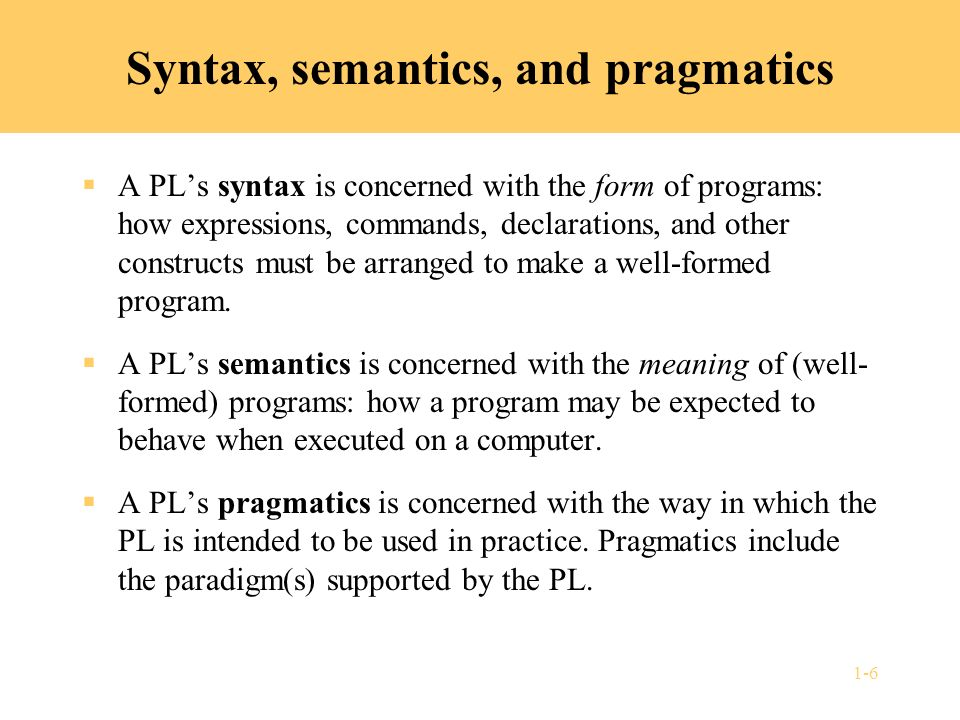 Syntax, semantics, and pragmatics
A PL’s syntax is concerned with the form of programs:
how expressions, commands, declarations, and other
constructs must be arranged to make a well-formed
program.
A PL’s semantics is concerned with the meaning of (well-
formed) programs: how a program may be expected to
behave when executed on a computer.
A PL’s pragmatics is concerned with the way in which the
PL is intended to be used in practice. Pragmatics include
the paradigm(s) supported by the PL.
1-6